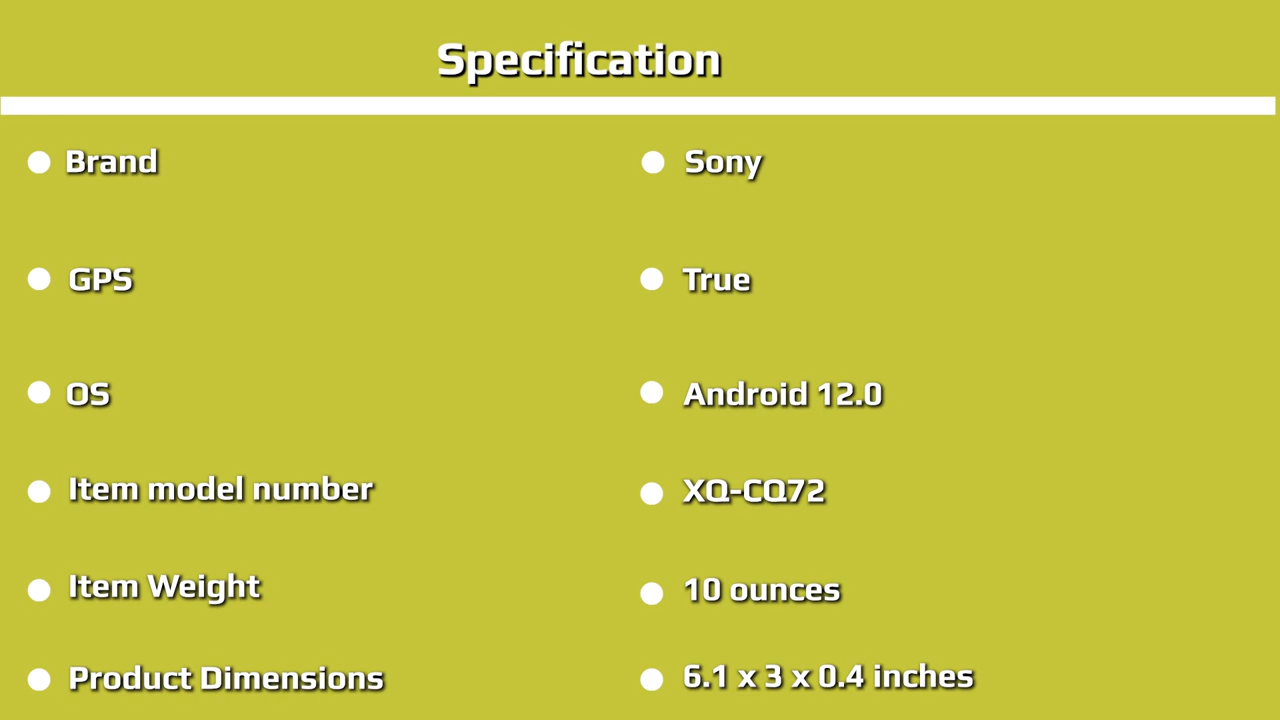 Specification
Brand
Sony
GPS
True
OS
Android 12.0
Item model number
XQ-CQ72
Item Weight
10 ounces
Product Dimensions
6.1 x 3 x 0.4 inches